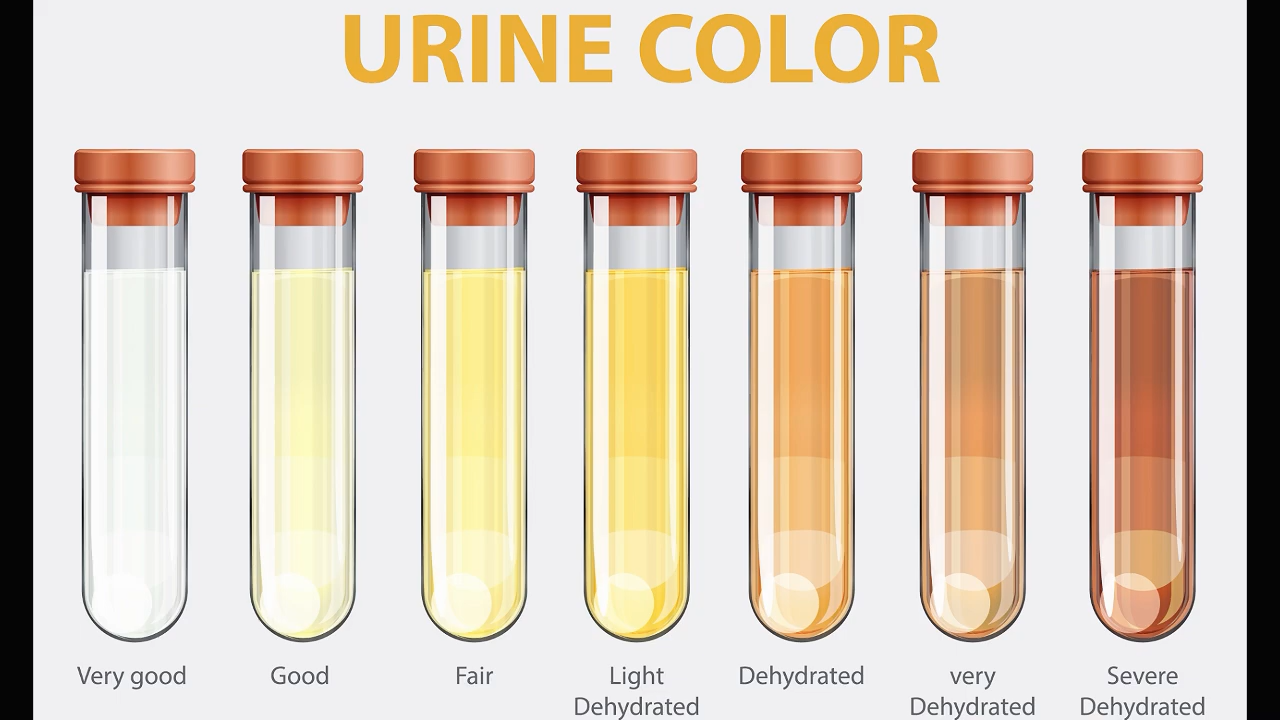 URINE COLOR
Very good
Good
Fair
Light
Dehydrated
Dehydrated
very
Dehydrated
Severe
Dehydrated